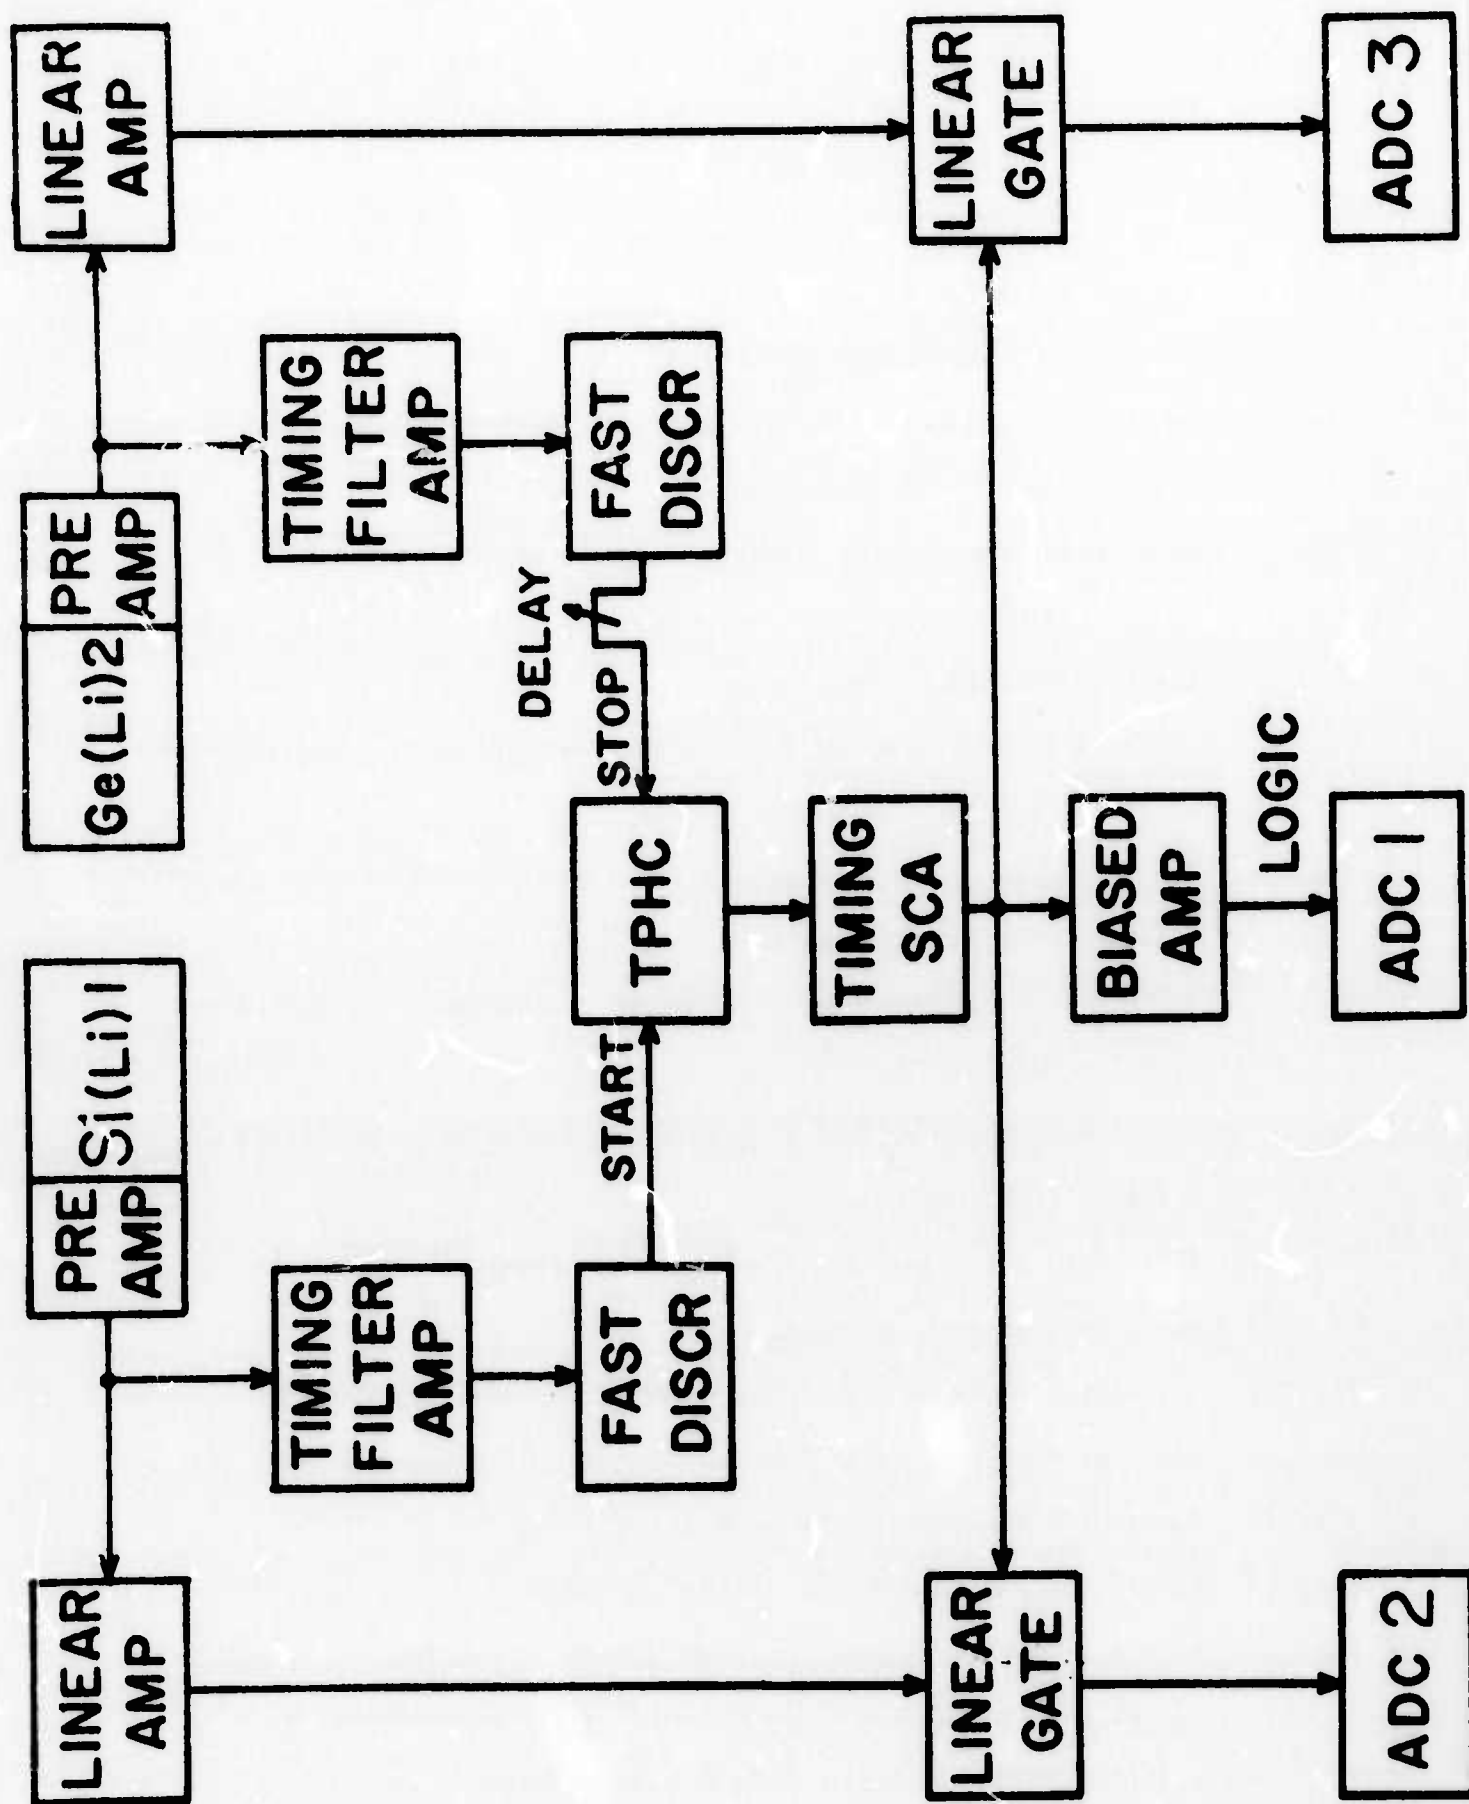 LINEAR
AMP
PRE
AMP
Si(Li)1
Ge(Li)2
PRE
AMP
LINEAR
AMP
TIMING
FILTER
AMP
TIMING
FILTER
AMP
FAST
DISCR
START
TPHC
STOP
DELAY
FAST
DISCR
TIMING
SCA
LINEAR
GATE
BIASED
AMP
LINEAR
GATE
LOGIC
ADC 2
ADC 1
ADC 3